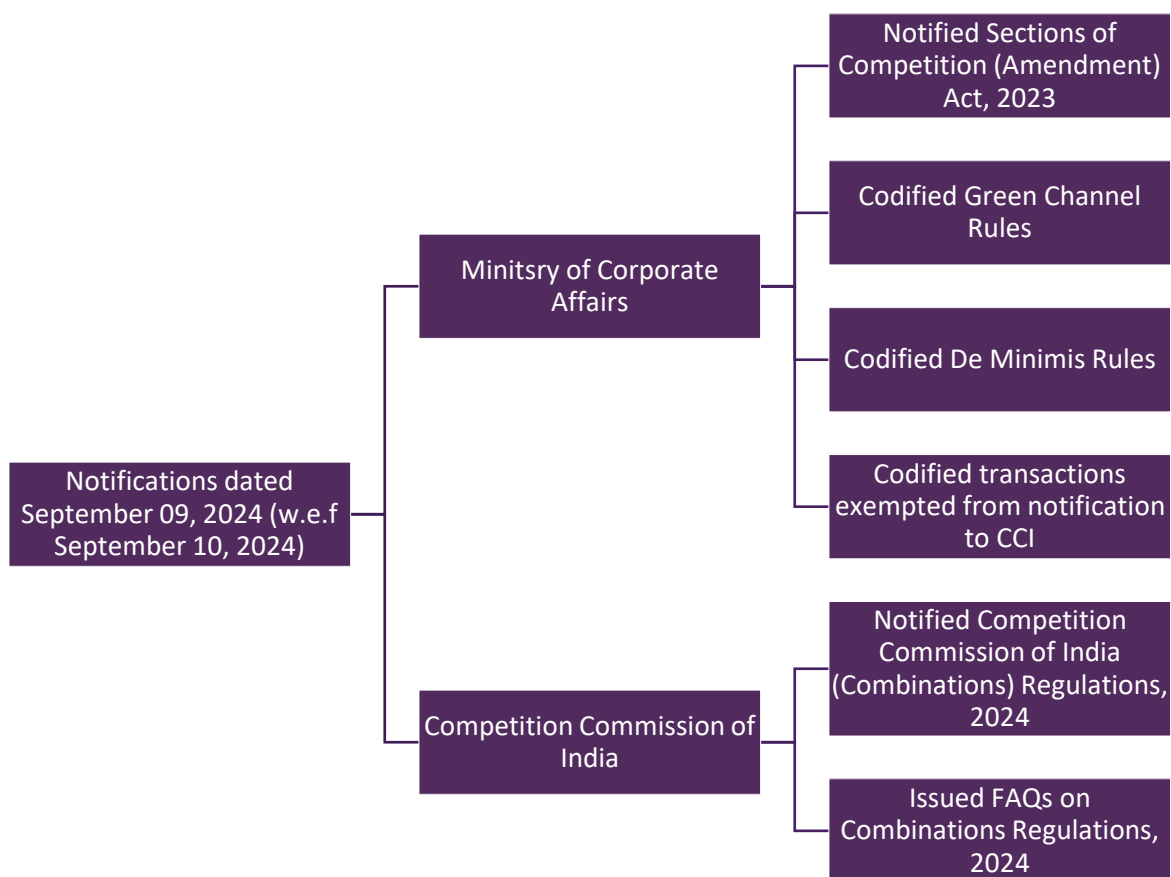 Notifications dated
September 09, 2024 (w.e.f
September 10, 2024)
Minitsry of Corporate
Affairs
Notified Sections of
Competition (Amendment)
Act, 2023
Codified Green Channel
Rules
Codified De Minimis Rules
Codified transactions
exempted from notification
to CCI
Competition Commission of
India
Notified Competition
Commission of India
(Combinations) Regulations,
2024
Issued FAQs on
Combinations Regulations,
2024